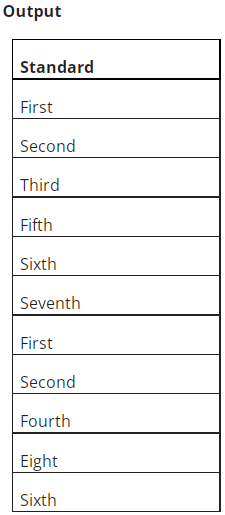 Output
Standard
First
Second
Third
Fifth
Sixth
Seventh
First
Second
Fourth
Eight
Sixth